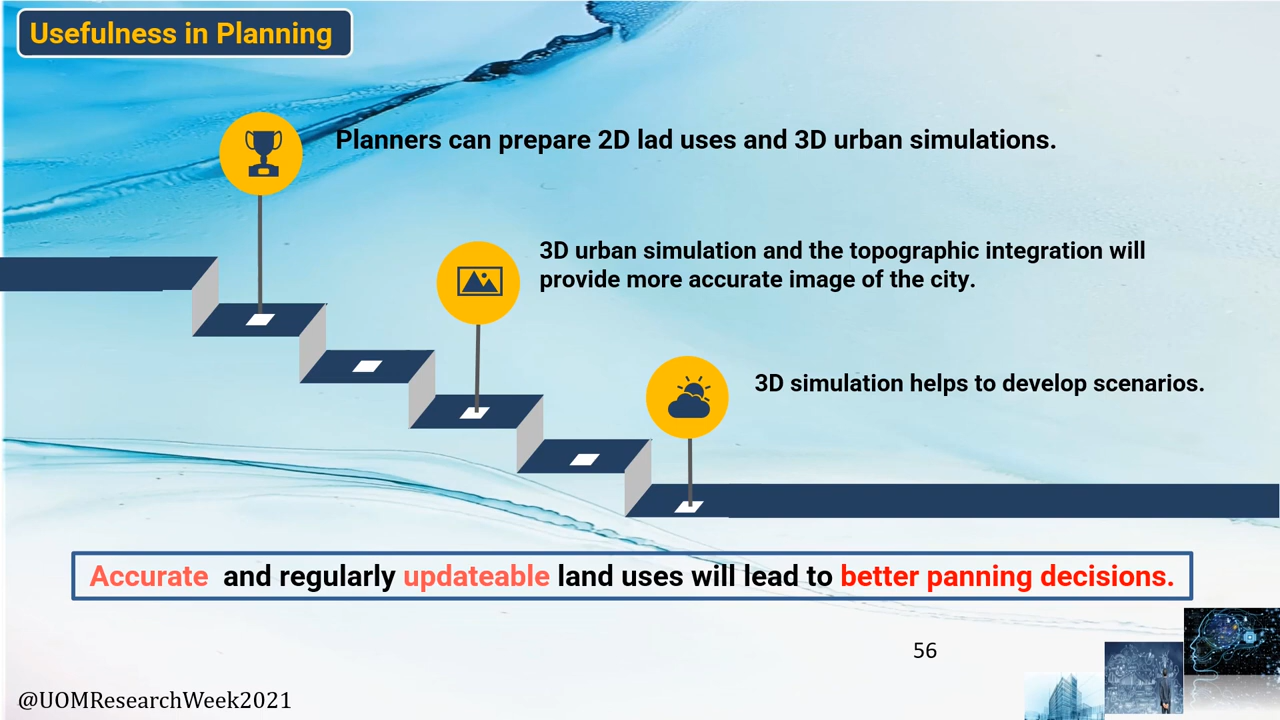 Usefulness in Planning
Planners can prepare 2D lad uses and 3D urban simulations.
3D urban simulation and the topographic integration will
provide more accurate image of the city.
3D simulation helps to develop scenarios.
Accurate and regularly updateable land uses will lead to better panning decisions.
56
@UOMResearchWeek2021